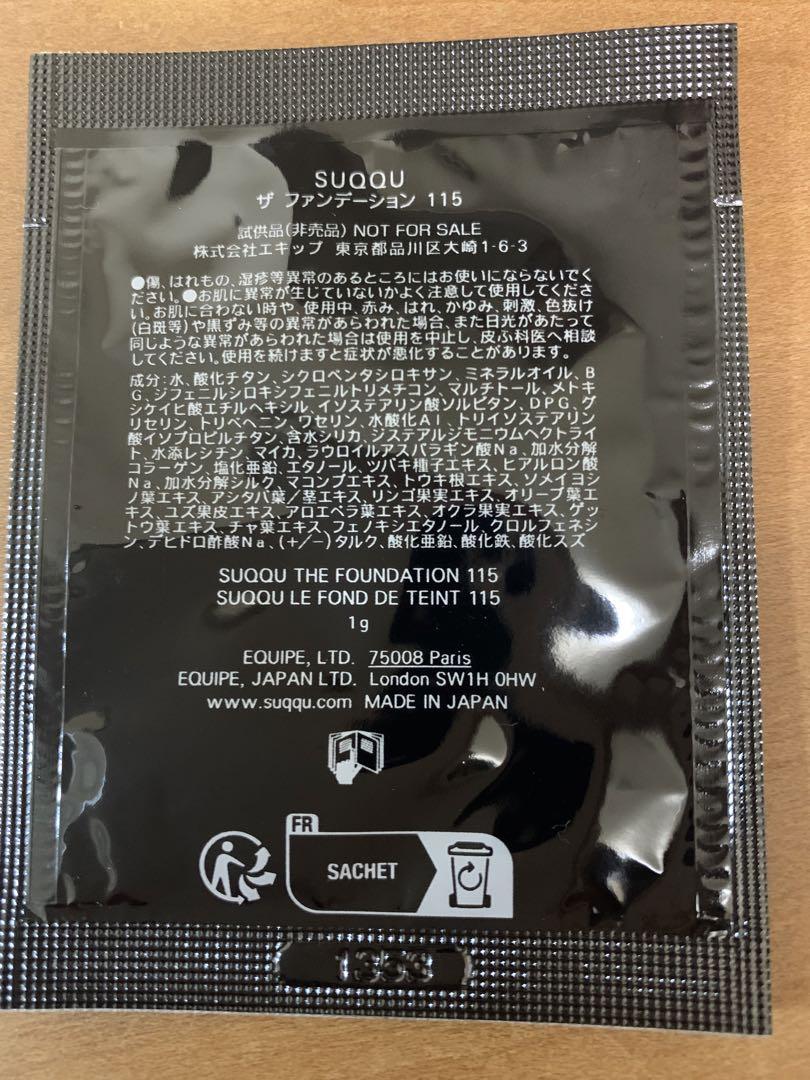 SUQQU
ザ ファンデーション 115
試供品(非売品) NOT FOR SALE
株式会社エキップ 東京都品川区大崎1-6-3
●傷、はれもの、湿疹等異常のあるところにはお使いにならないでく
ださい。●お肌に異常が生じていないかよく注意して使用してくださ
い。お肌に合わない時や、使用中、赤み、はれ、かゆみ、刺激、色抜け
(白斑等)や黒ずみ等の異常があらわれた場合、また日光があたって
同じような異常があらわれた場合は使用を中止し、皮ふ科医へ相談
してください。使用を続けますと症状が悪化することがあります。
成分：水、酸化チタン、シクロペンタシロキサン、ミネラルオイル、B
G、ジフェニルシロキシフェニルトリメチコン、マルチトール、メトキ
シケイヒ酸エチルヘキシル、イソステアリン酸ソルビタン、DPG、グ
リセリン、トリベヘニン、ワセリン、水酸化Al、トリイソステアリン
酸イソプロピルチタン、含水シリカ、ジステアルジモニウムヘクトライ
ト、水添レシチン、マイカ、ラウロイルアスパラギン酸Na、加水分解
コラーゲン、塩化亜鉛、エタノール、ツバキ種子エキス、ヒアルロン酸
Na、加水分解シルク、マコンブエキス、トウキ根エキス、ソメイヨシ
ノ葉エキス、アシタバ葉／茎エキス、リンゴ果実エキス、オリーブ葉エ
キス、ユズ果皮エキス、アロエベラ葉エキス、オクラ果実エキス、ゲッ
トウ葉エキス、チャ葉エキス、フェノキシエタノール、クロルフェネシ
ン、デヒドロ酢酸Na、(+/−)タルク、酸化亜鉛、酸化鉄、酸化スズ
SUQQU THE FOUNDATION 115
SUQQU LE FOND DE TEINT 115
1g
EQUIPE, LTD. 75008 Paris
EQUIPE, JAPAN LTD. London SW1H 0HW
www.suqqu.com MADE IN JAPAN
FR
SACHET